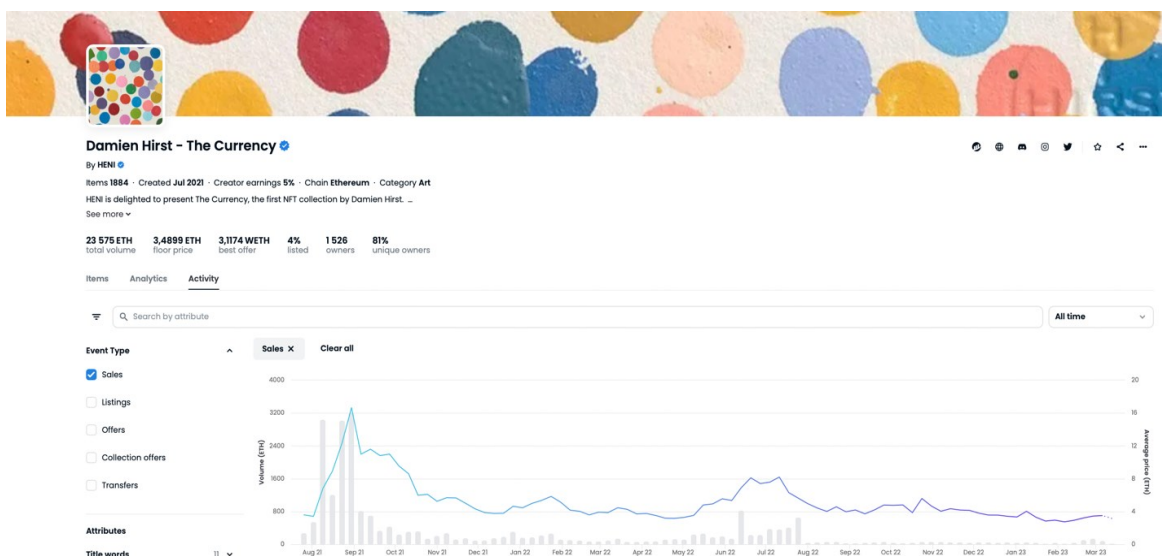 Damien Hirst - The Currency
By HENI
Items 1884 · Created Jul 2021 · Creator earnings 5% · Chain Ethereum · Category Art
HENI is delighted to present The Currency, the first NFT collection by Damien Hirst. ...
See more
23 575 ETH 3,4899 ETH 3,1174 WETH 4% 1 526 81%
total volume floor price best offer listed owners unique owners
Items Analytics Activity
Search by attribute All time
Event Type Sales Clear all
Sales
Listings
Offers
Collection offers
Transfers
Attributes
Title words 11
Volume (ETH)
4000
3200
2400
1600
800
0
Average price (ETH)
20
16
12
8
4
0
Aug 21 Sep 21 Oct 21 Nov 21 Dec 21 Jan 22 Feb 22 Mar 22 Apr 22 May 22 Jun 22 Jul 22 Aug 22 Sep 22 Oct 22 Nov 22 Dec 22 Jan 23 Feb 23 Mar 23